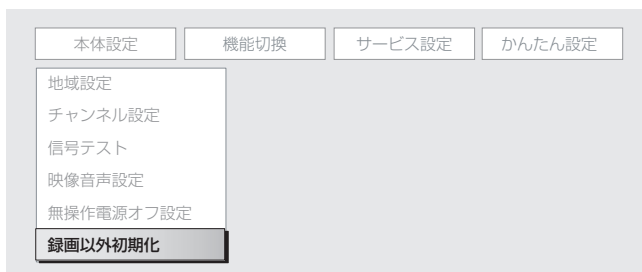 本体設定 機能切換 サービス設定 かんたん設定
地域設定
チャンネル設定
信号テスト
映像音声設定
無操作電源オフ設定
録画以外初期化